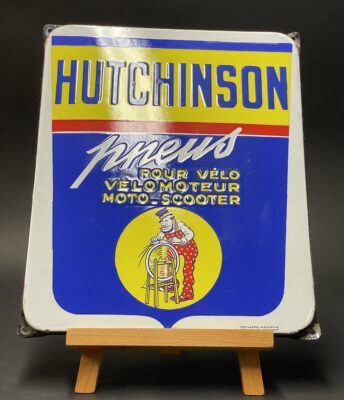 HUTCHINSON
pneus
POUR VÉLO
VÉLOMOTEUR
MOTO-SCOOTER